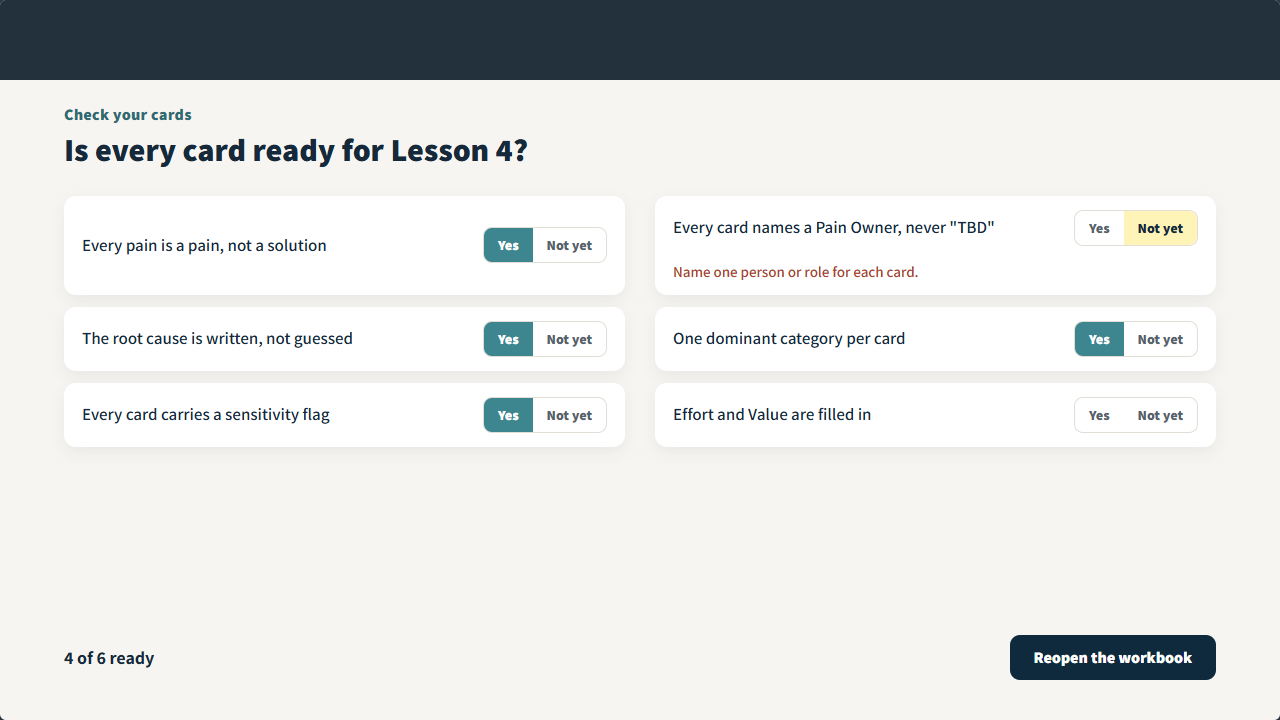 Check your cards
Is every card ready for Lesson 4?
Every pain is a pain, not a solution
Yes Not yet
Every card names a Pain Owner, never "TBD"
Yes Not yet
Name one person or role for each card.
The root cause is written, not guessed
Yes Not yet
One dominant category per card
Yes Not yet
Every card carries a sensitivity flag
Yes Not yet
Effort and Value are filled in
Yes Not yet
4 of 6 ready
Reopen the workbook